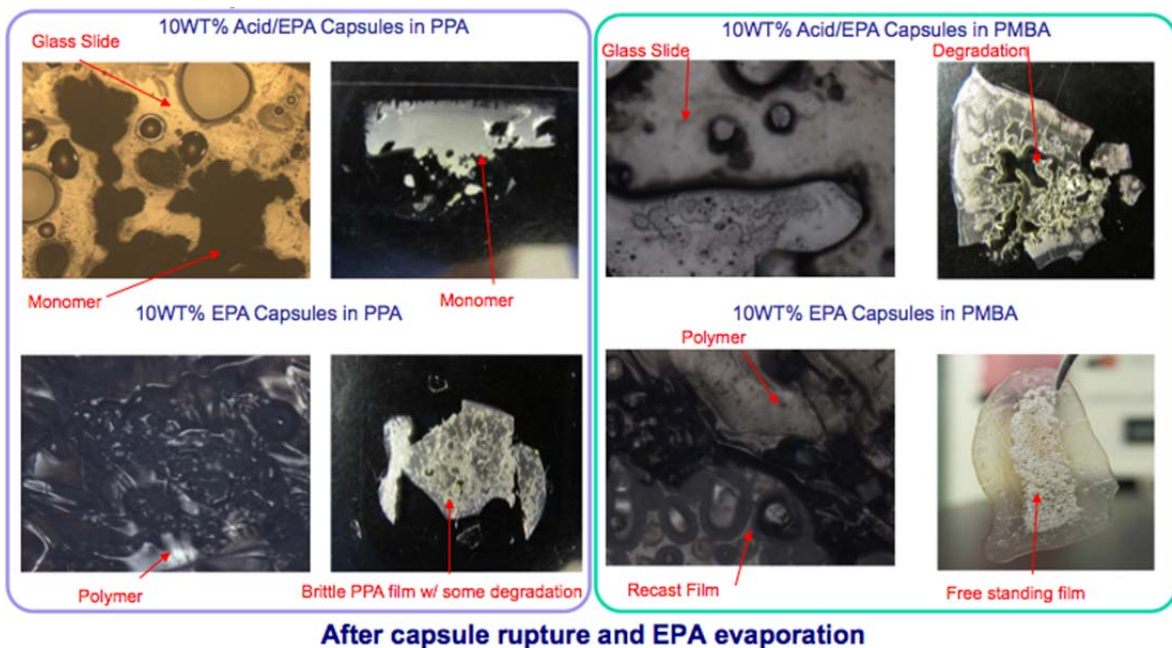 10WT% Acid/EPA Capsules in PPA
Glass Slide
Monomer
Monomer
10WT% EPA Capsules in PPA
Polymer
Brittle PPA film w/ some degradation
10WT% Acid/EPA Capsules in PMBA
Glass Slide
Degradation
10WT% EPA Capsules in PMBA
Polymer
Recast Film
Free standing film
After capsule rupture and EPA evaporation